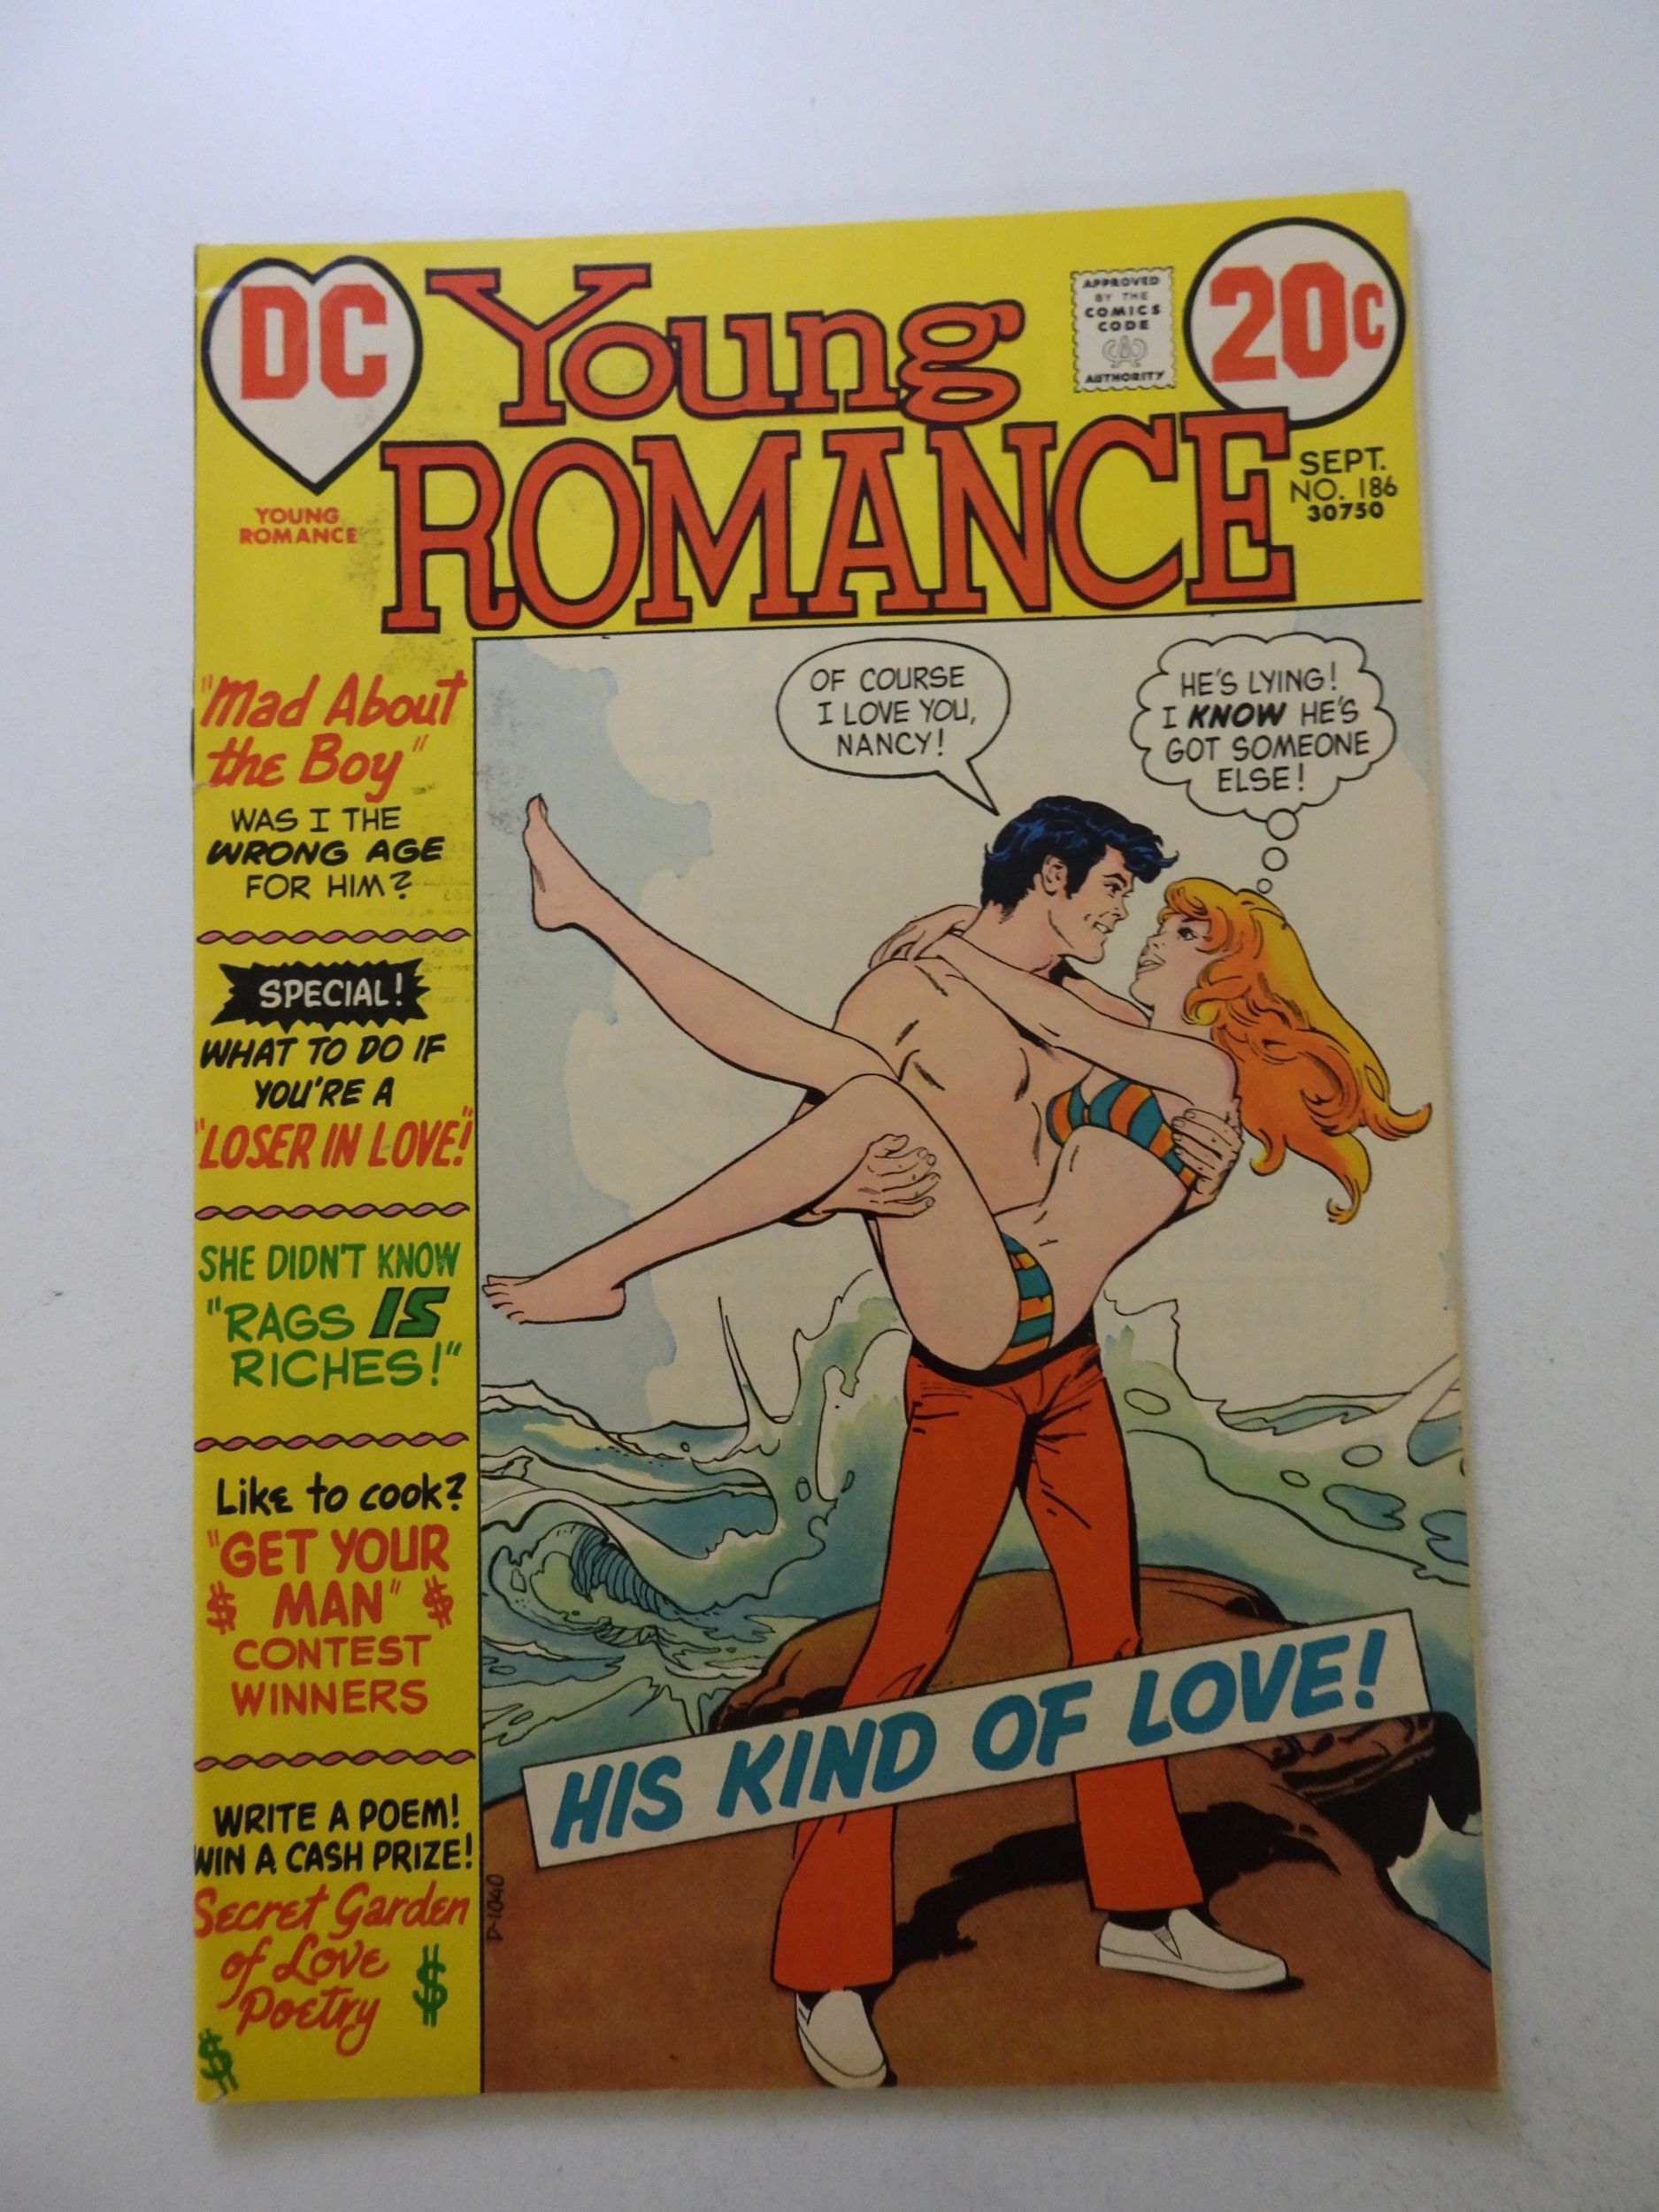 DC
Young
ROMANCE
APPROVED
BY THE
COMICS
CODE
CA
AUTHORITY
20¢
SEPT.
NO. 186
30750
YOUNG
ROMANCE
"Mad About
the Boy"
WAS I THE
WRONG AGE
FOR HIM?
SPECIAL!
WHAT TO DO IF
YOU'RE A
"LOSER IN LOVE!"
SHE DIDN'T KNOW
"RAGS IS
RICHES!"
Like to cook?
"GET YOUR
$ MAN" $
CONTEST
WINNERS
WRITE A POEM!
WIN A CASH PRIZE!
Secret Garden
of Love
Poetry $
$
OF COURSE
I LOVE YOU,
NANCY!
HE'S LYING!
I KNOW HE'S
GOT SOMEONE
ELSE!
HIS KIND OF LOVE!
D-1040